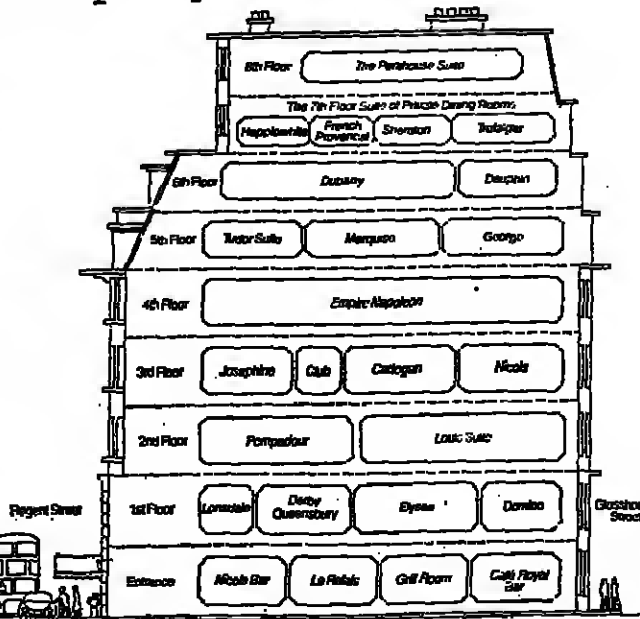 8th Floor
The Penthouse Suite
The 7th Floor Suite of Private Dining Rooms
Hepplewhite
French
Provencal
Sheraton
Trafalgar
6th Floor
Dubarry
Dauphin
5th Floor
Tudor Suite
Marquise
George
4th Floor
Empire Napoleon
3rd Floor
Josephine
Club
Cardogan
Nicols
2nd Floor
Pompadour
Louis Suite
Regent Street
1st Floor
Lonsdale
Derby
Queensbury
Elysee
Domino
Glasshouse
Street
Entrance
Nicols Bar
Le Relais
Grill Room
Café Royal
Bar